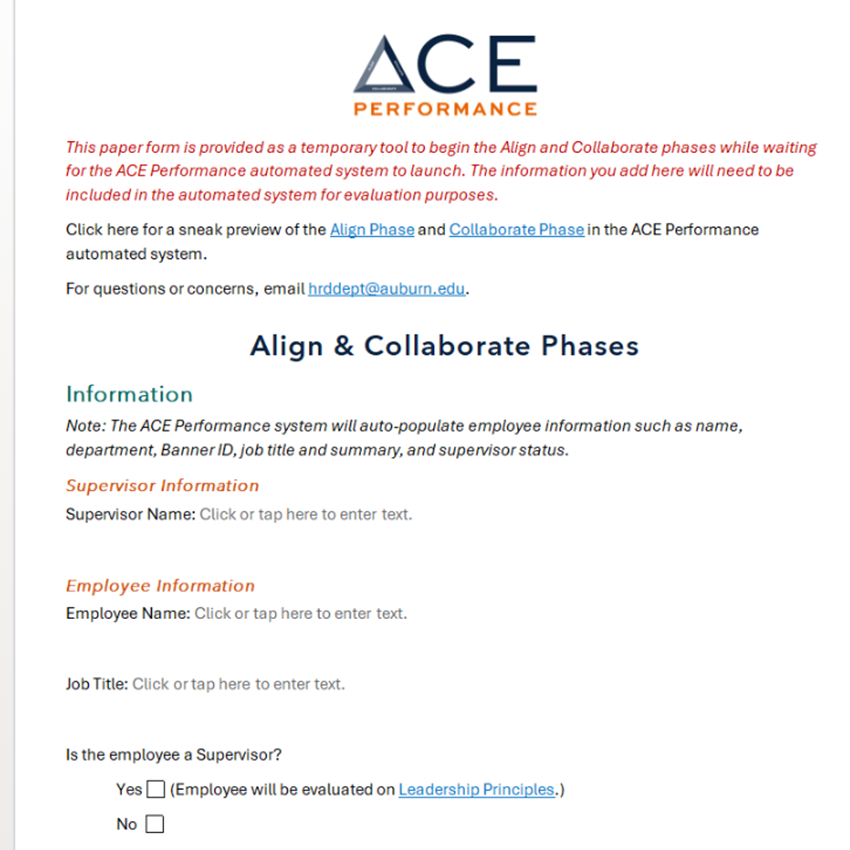 ACE
PERFORMANCE
This paper form is provided as a temporary tool to begin the Align and Collaborate phases while waiting
for the ACE Performance automated system to launch. The information you add here will need to be
included in the automated system for evaluation purposes.
Click here for a sneak preview of the Align Phase and Collaborate Phase in the ACE Performance
automated system.
For questions or concerns, email hrddept@auburn.edu.
Align & Collaborate Phases
Information
Note: The ACE Performance system will auto-populate employee information such as name,
department, Banner ID, job title and summary, and supervisor status.
Supervisor Information
Supervisor Name: Click or tap here to enter text.
Employee Information
Employee Name: Click or tap here to enter text.
Job Title: Click or tap here to enter text.
Is the employee a Supervisor?
Yes ☐ (Employee will be evaluated on Leadership Principles.)
No ☐